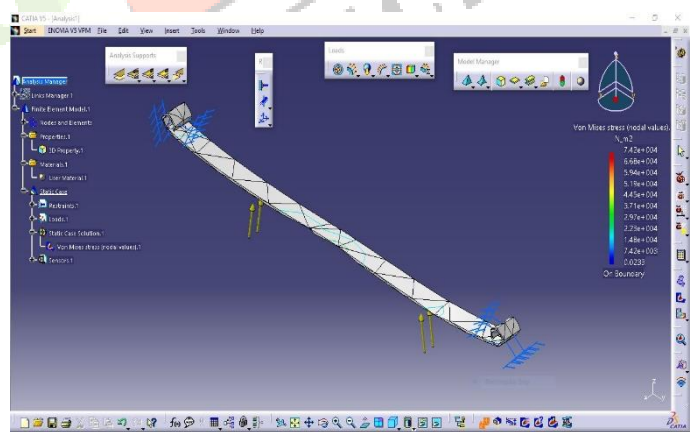 CATIA V5 - [Analysis1]
Start ENOVIA V5 VPM File Edit View Insert Tools Window Help
Analysis Supports
Loads
Model Manager
Analysis Manager
Links Manager.1
Finite Element Model.1
Nodes and Elements
Properties.1
3D Property.1
Materials.1
User Material.1
Static Case
Restraints.1
Loads.1
Static Case Solution.1
Von Mises stress (nodal values).1
Sensors.1
Von Mises stress (nodal values).
N_m2
7.42e+004
6.68e+004
5.94e+004
5.19e+004
4.45e+004
3.71e+004
2.97e+004
2.23e+004
1.48e+004
7.42e+003
0.0233
On Boundary
CATIA